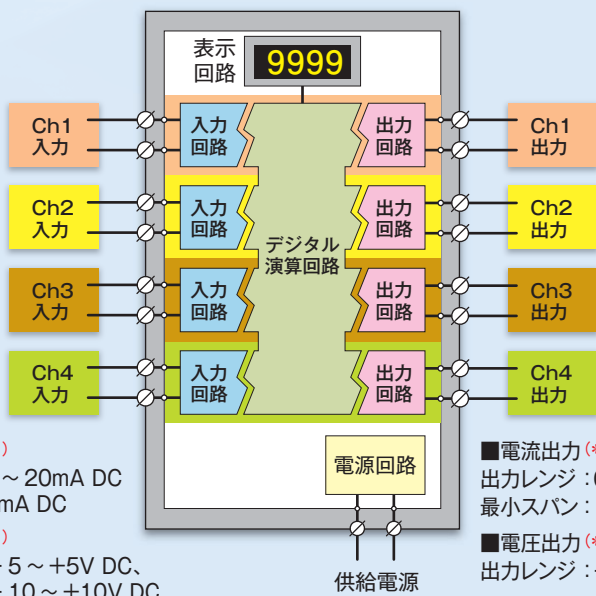 表示
回路
9999
Ch1
入力
入力
回路
出力
回路
Ch1
出力
Ch2
入力
入力
回路
出力
回路
Ch2
出力
デジタル
演算回路
Ch3
入力
入力
回路
出力
回路
Ch3
出力
Ch4
入力
入力
回路
出力
回路
Ch4
出力
電源回路
供給電源
)
~ 20mA DC
mA DC
)
5 ~ +5V DC、
10 ~ +10V DC
■電流出力(*
出力レンジ :
最小スパン :
■電圧出力(*
出力レンジ :